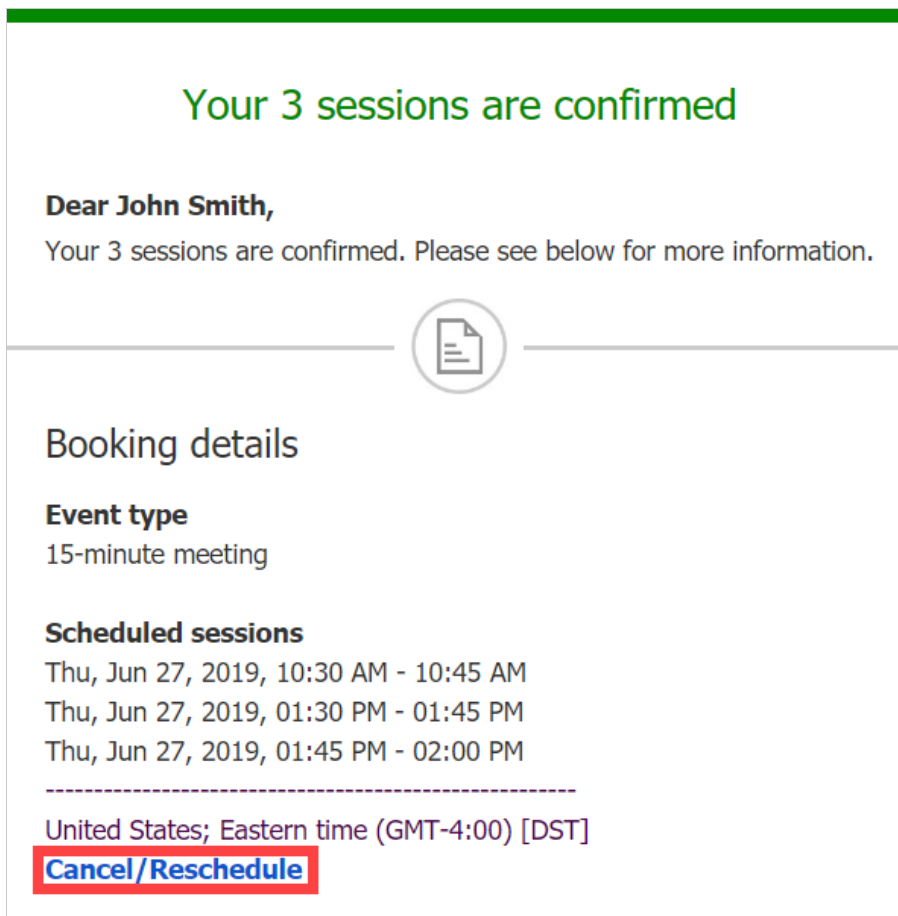 Your 3 sessions are confirmed
Dear John Smith,
Your 3 sessions are confirmed. Please see below for more information.
Booking details
Event type
15-minute meeting
Scheduled sessions
Thu, Jun 27, 2019, 10:30 AM - 10:45 AM
Thu, Jun 27, 2019, 01:30 PM - 01:45 PM
Thu, Jun 27, 2019, 01:45 PM - 02:00 PM
-------------------------------------------------------
United States; Eastern time (GMT-4:00) [DST]
Cancel/Reschedule